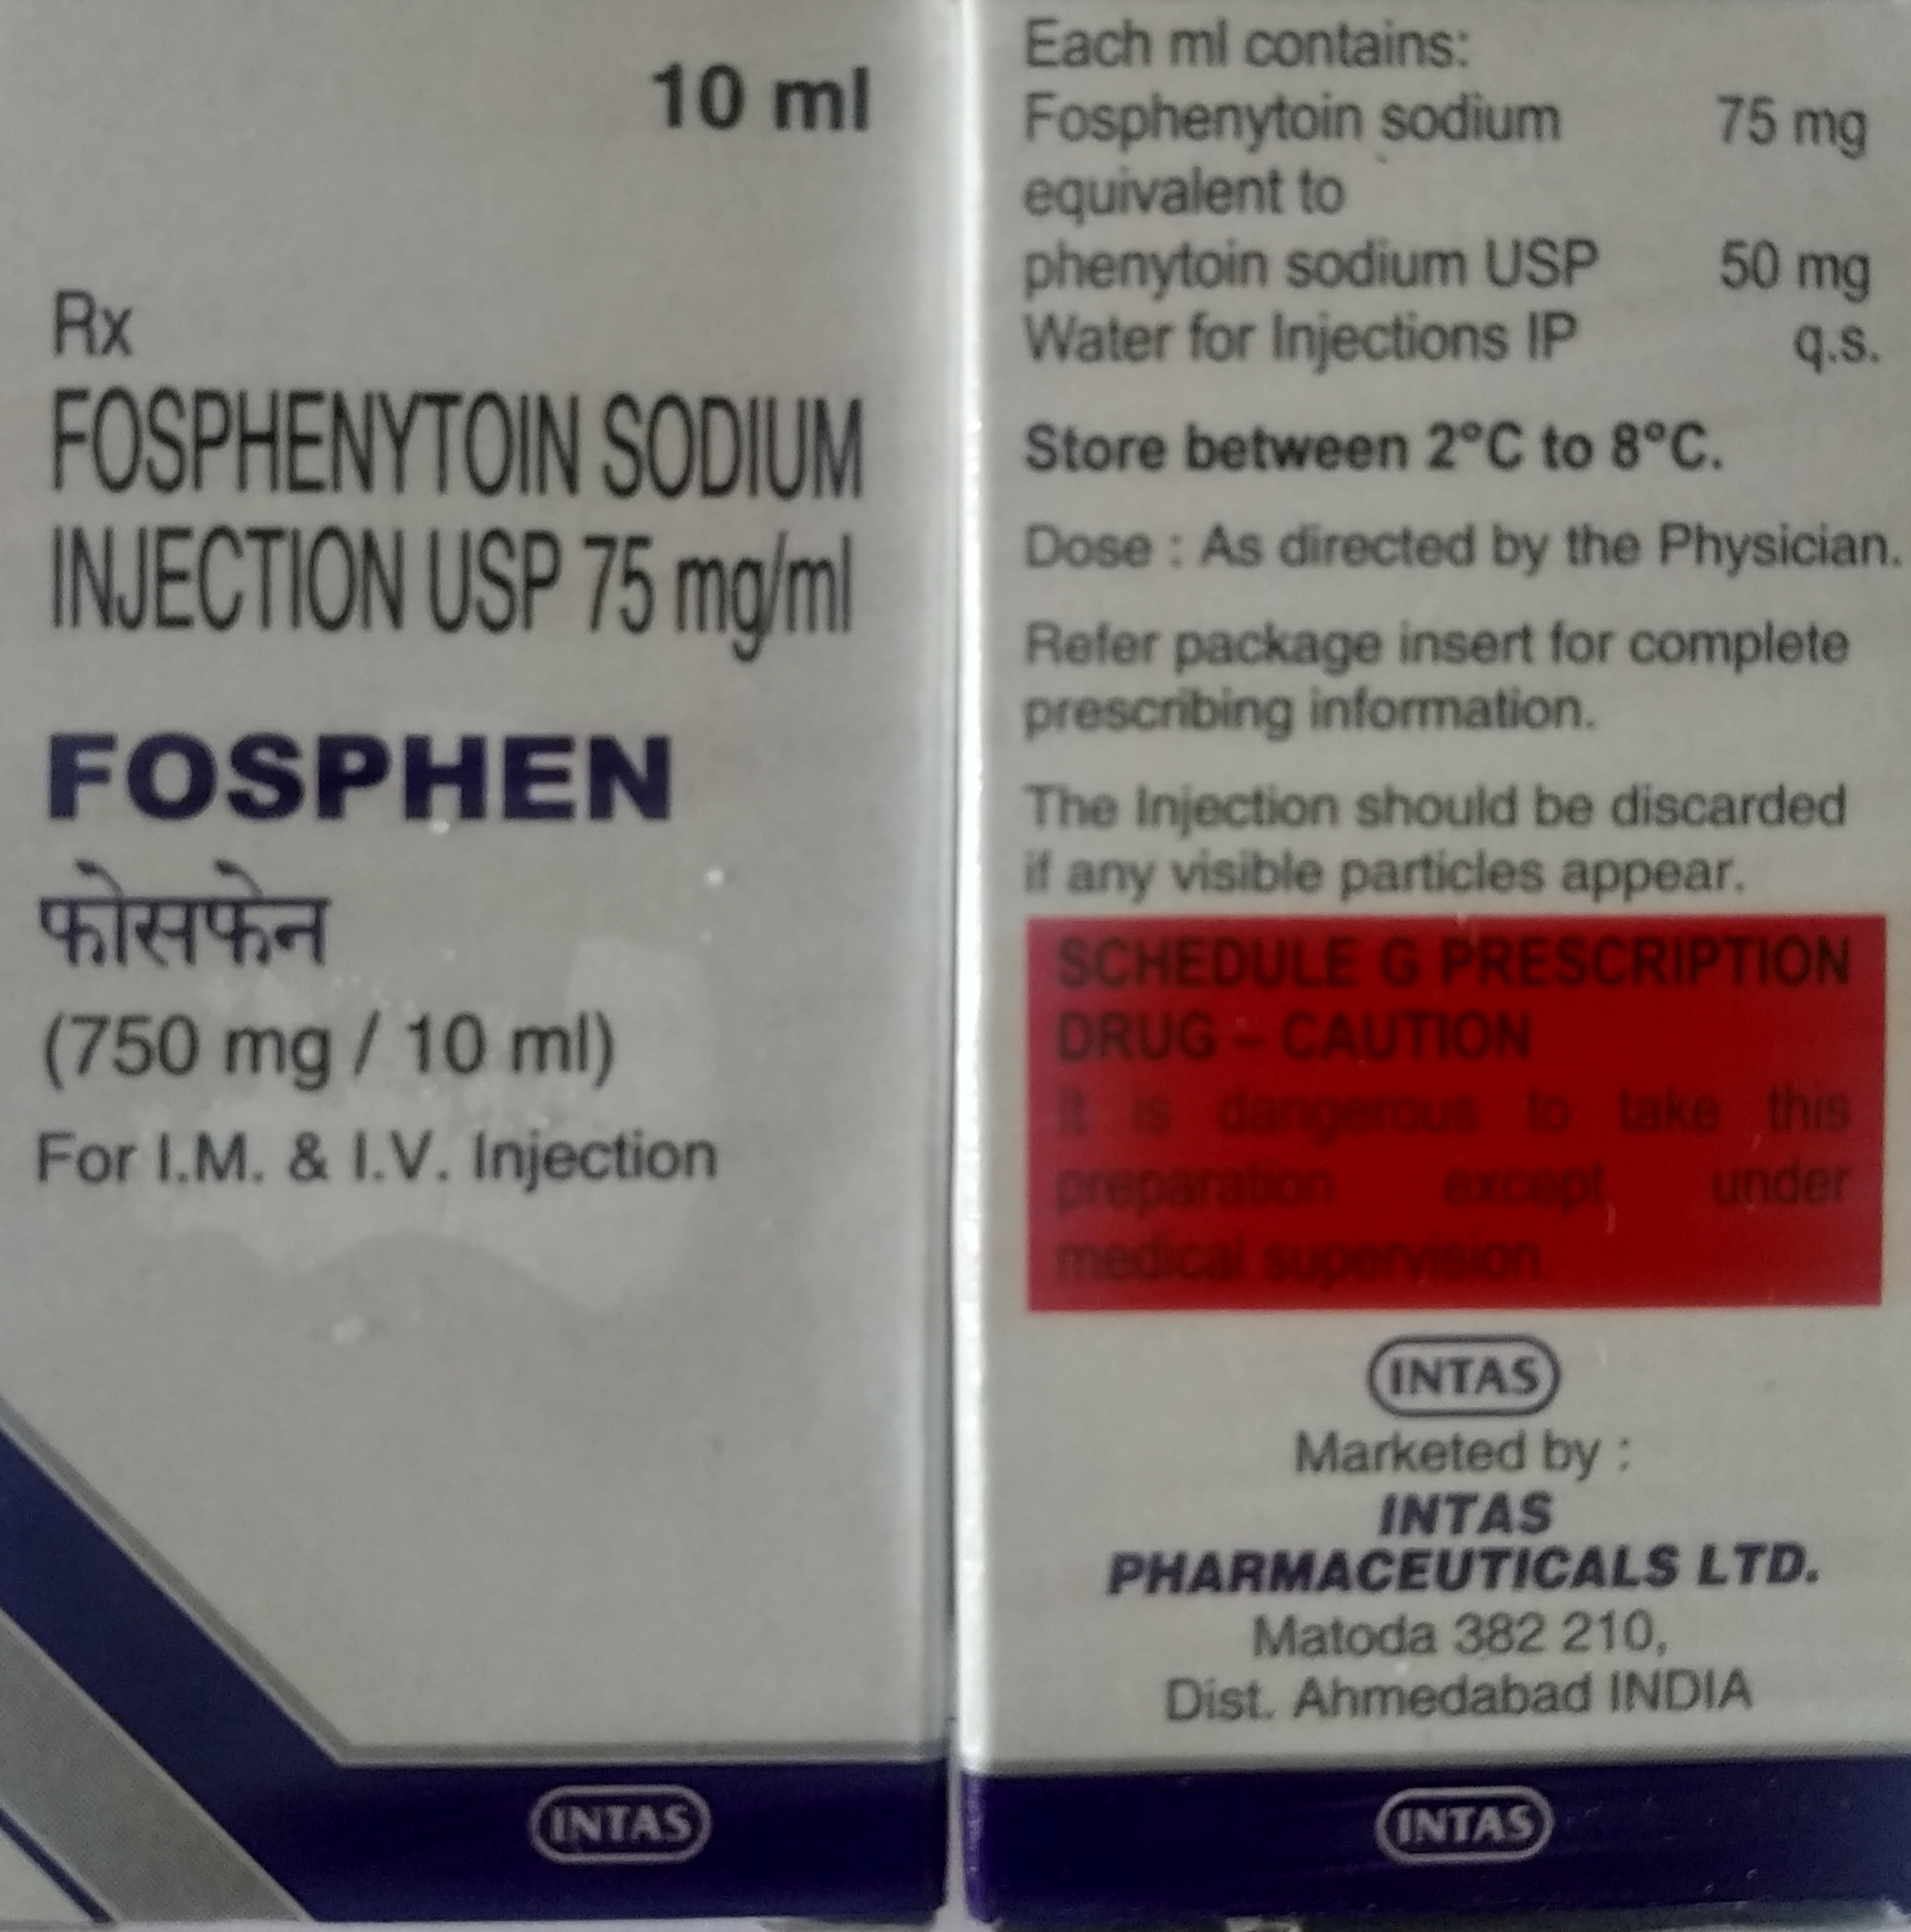 10 ml
Rx
FOSPHENYTOIN SODIUM
INJECTION USP 75 mg/ml
FOSPHEN
फोसफेन
(750 mg / 10 ml)
For I.M. & I.V. Injection
INTAS
Each ml contains:
Fosphenytoin sodium 75 mg
equivalent to
phenytoin sodium USP 50 mg
Water for Injections IP q.s.
Store between 2°C to 8°C.
Dose : As directed by the Physician.
Refer package insert for complete
prescribing information.
The Injection should be discarded
if any visible particles appear.
SCHEDULE G PRESCRIPTION
DRUG – CAUTION
It is dangerous to take this
preparation except under
medical supervision
INTAS
Marketed by :
INTAS
PHARMACEUTICALS LTD.
Matoda 382 210,
Dist. Ahmedabad INDIA
INTAS